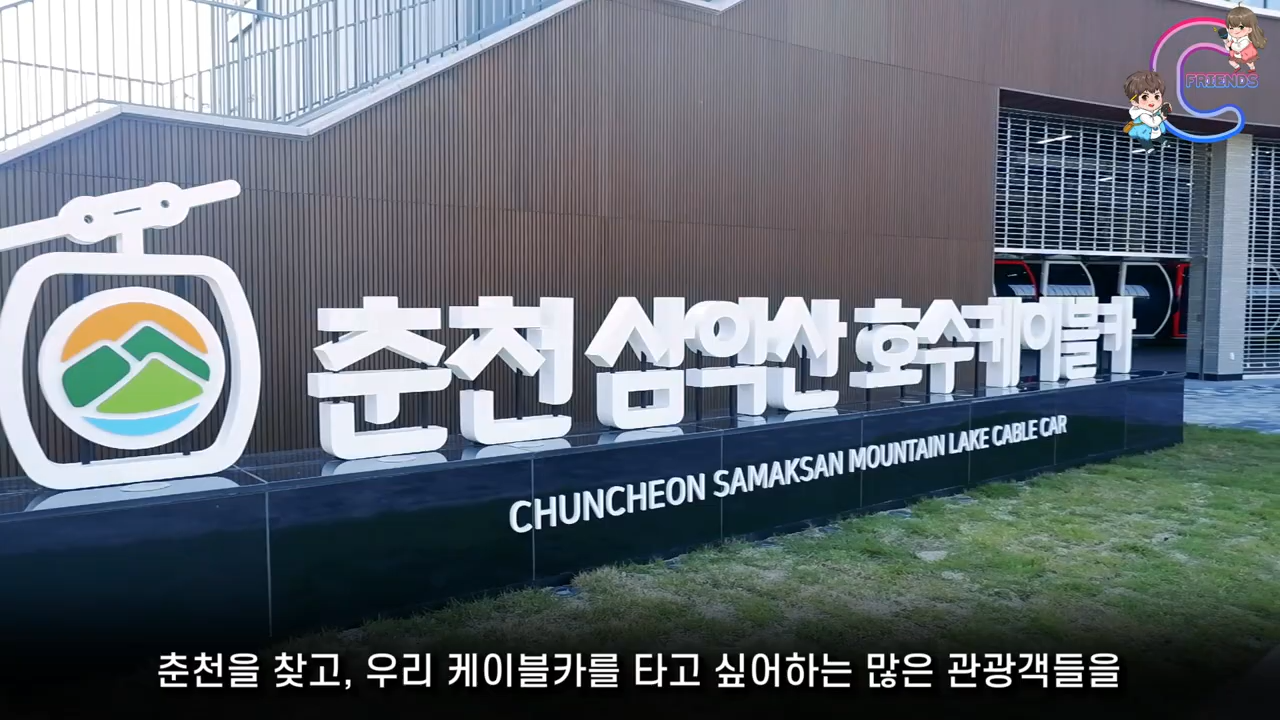 FRIENDS
춘천 삼악산 호수케이블카
CHUNCHEON SAMAKSAN MOUNTAIN LAKE CABLE CAR
춘천을 찾고, 우리 케이블카를 타고 싶어하는 많은 관광객들을